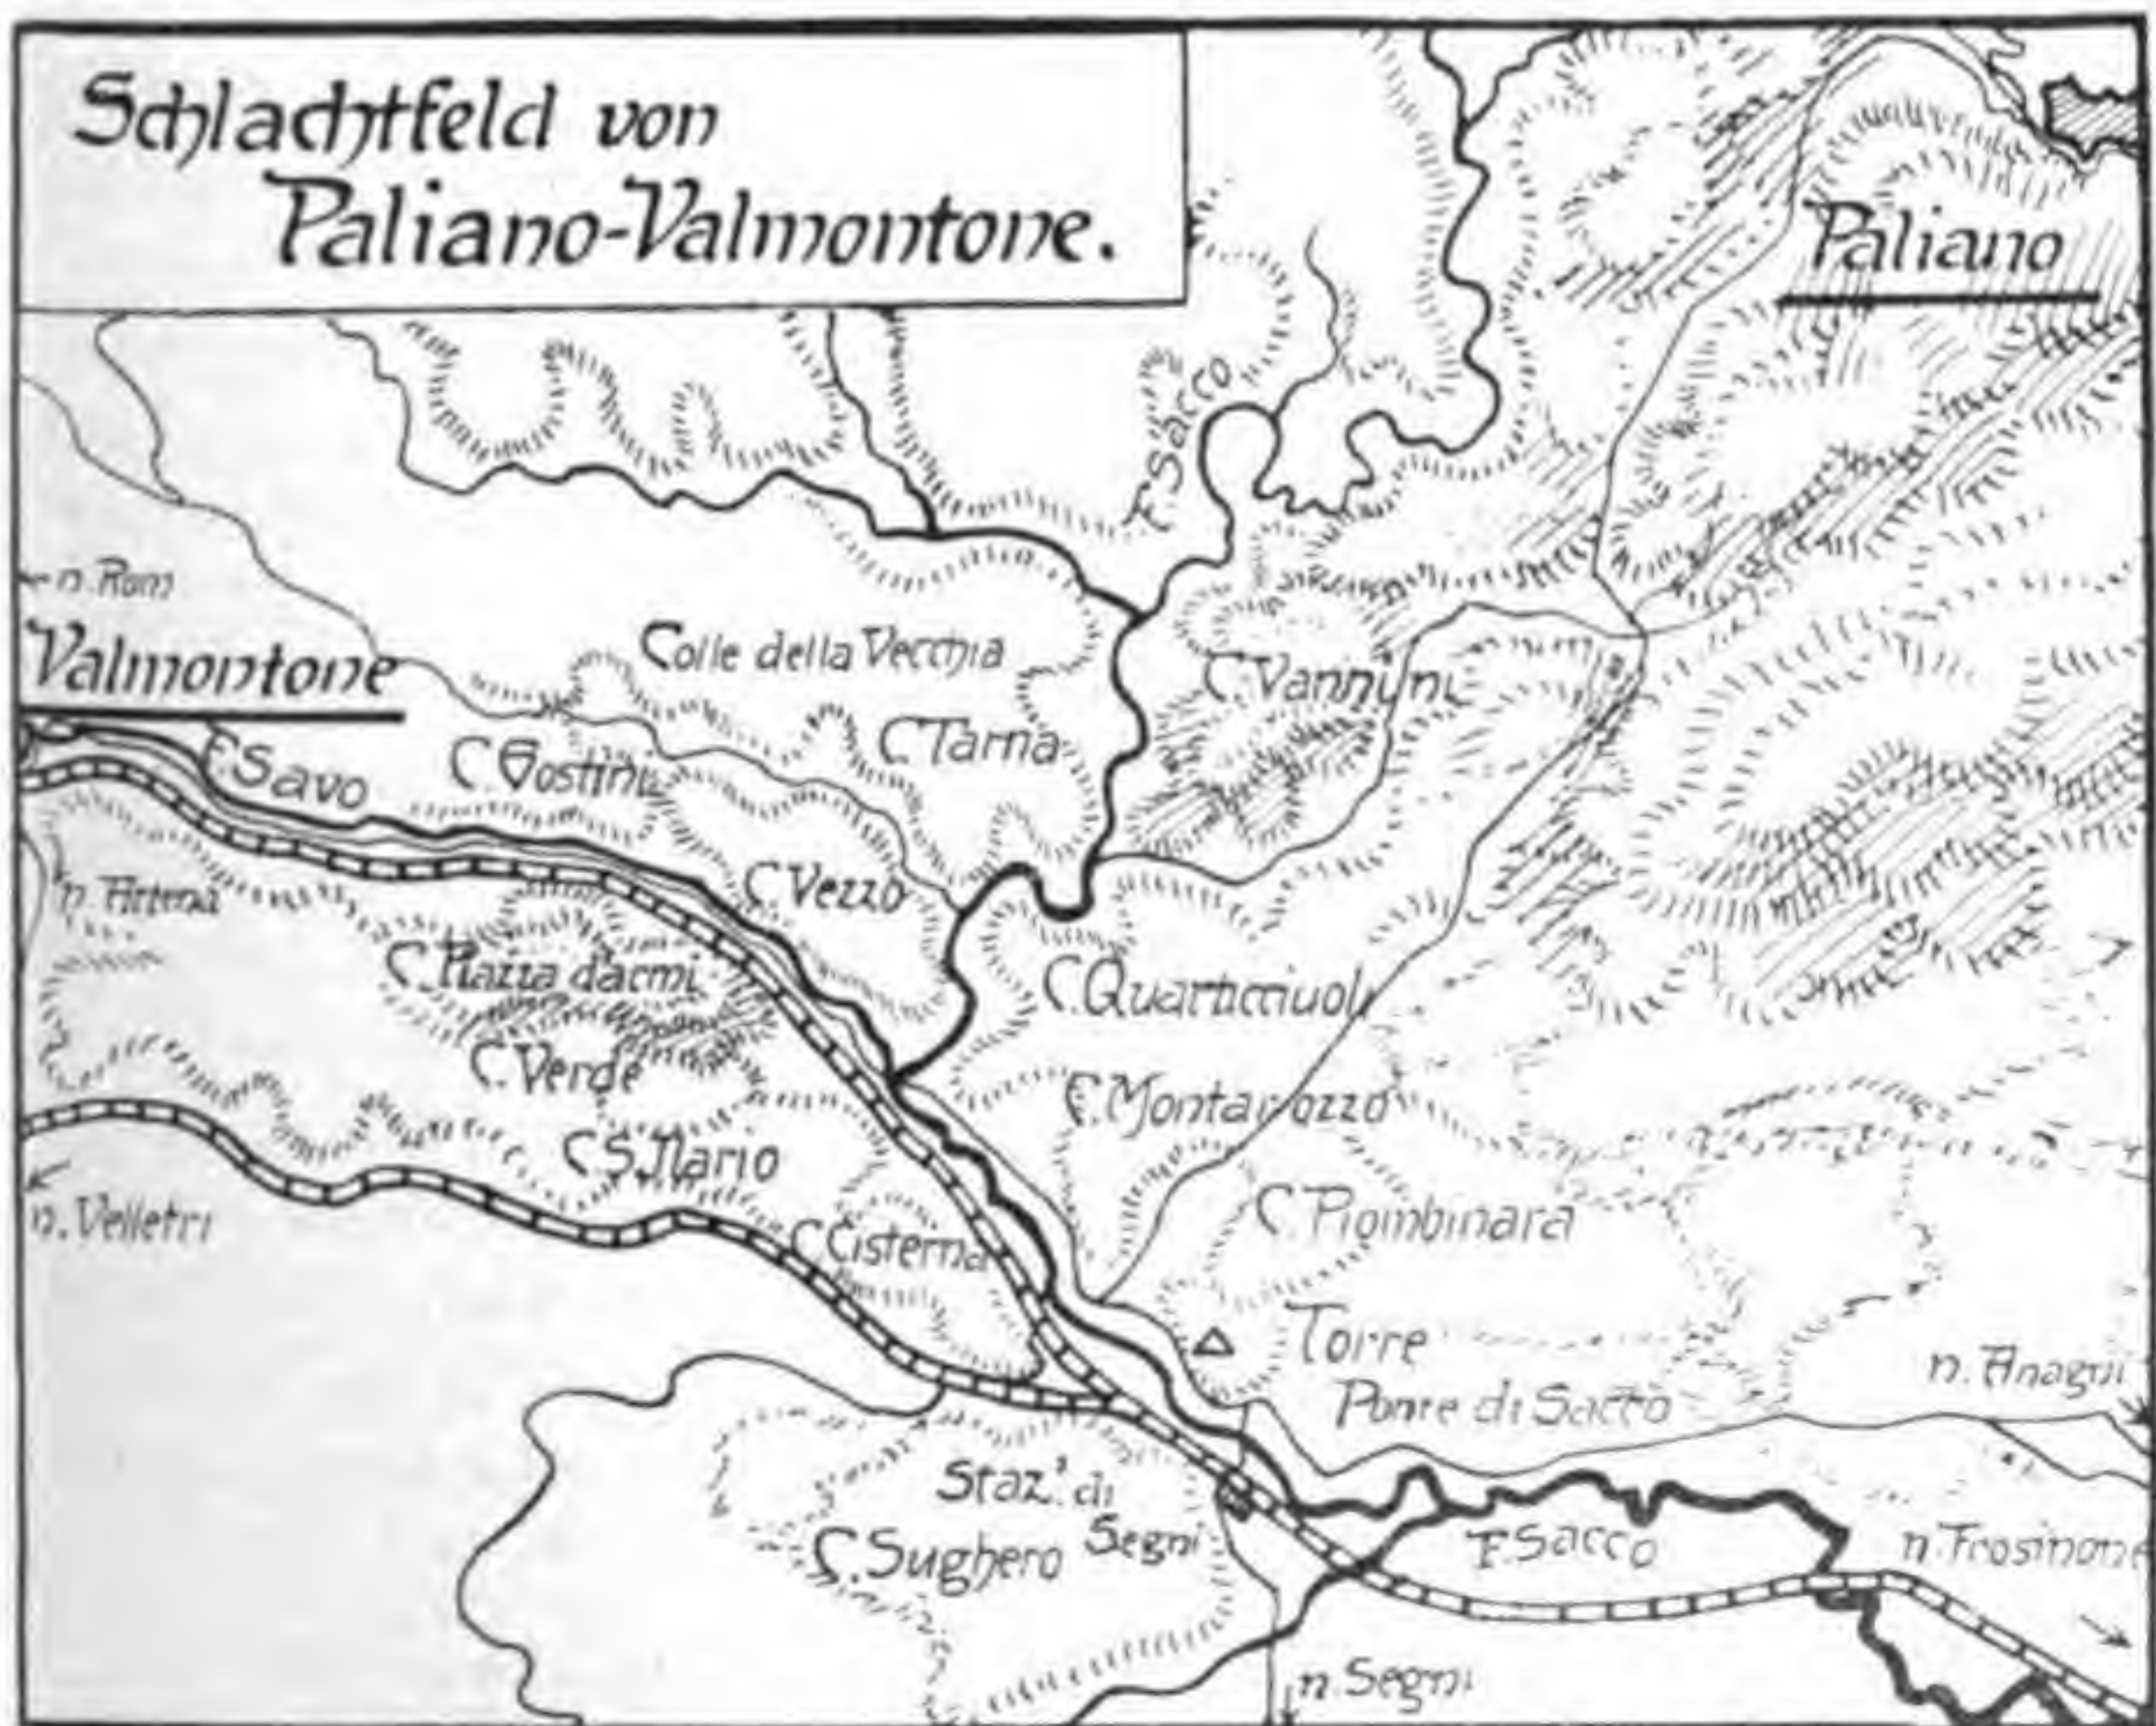 Schlachtfeld von
Paliano-Valmontone.
Paliano
F. Sacco
n. Rom
Valmontone
Colle della Vecchia
C. Vannini
C Tarna
F. Savo
C. Gostini
C. Vezzo
n. Artena
C. Piazza d'armi
C. Quarticciuoli
C. Verde
C. Montarozzo
C. S. Ilario
n. Velletri
C. Piombinara
C. Cisterna
Torre
Ponte di Sacco
n. Anagni
Staz.ª di
Segni
C. Sughero
F. Sacco
n. Frosinone
n. Segni